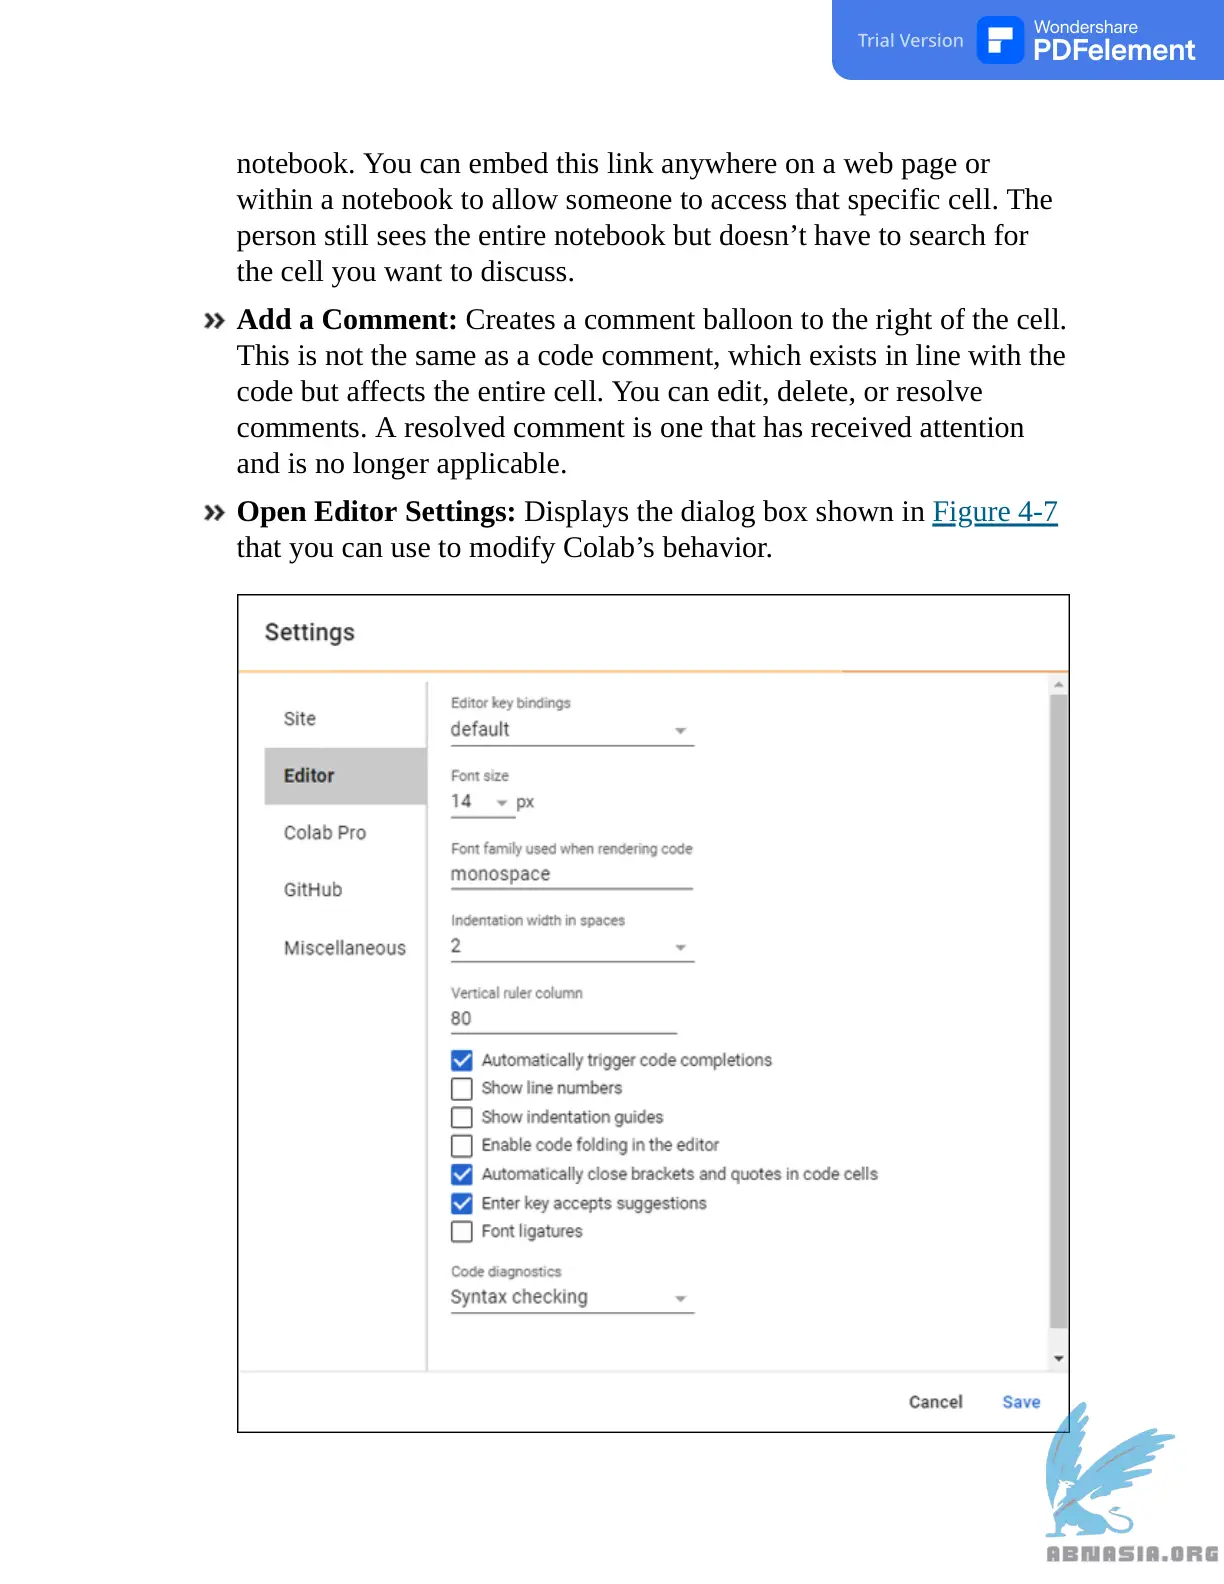 Trial Version
Wondershare
PDFelement
notebook. You can embed this link anywhere on a web page or
within a notebook to allow someone to access that specific cell. The
person still sees the entire notebook but doesn’t have to search for
the cell you want to discuss.
» Add a Comment: Creates a comment balloon to the right of the cell.
This is not the same as a code comment, which exists in line with the
code but affects the entire cell. You can edit, delete, or resolve
comments. A resolved comment is one that has received attention
and is no longer applicable.
» Open Editor Settings: Displays the dialog box shown in Figure 4-7
that you can use to modify Colab’s behavior.
Settings
Site
Editor
Colab Pro
GitHub
Miscellaneous
Editor key bindings
default
Font size
14 px
Font family used when rendering code
monospace
Indentation width in spaces
2
Vertical ruler column
80
Automatically trigger code completions
Show line numbers
Show indentation guides
Enable code folding in the editor
Automatically close brackets and quotes in code cells
Enter key accepts suggestions
Font ligatures
Code diagnostics
Syntax checking
Cancel Save
ABNASIA.ORG